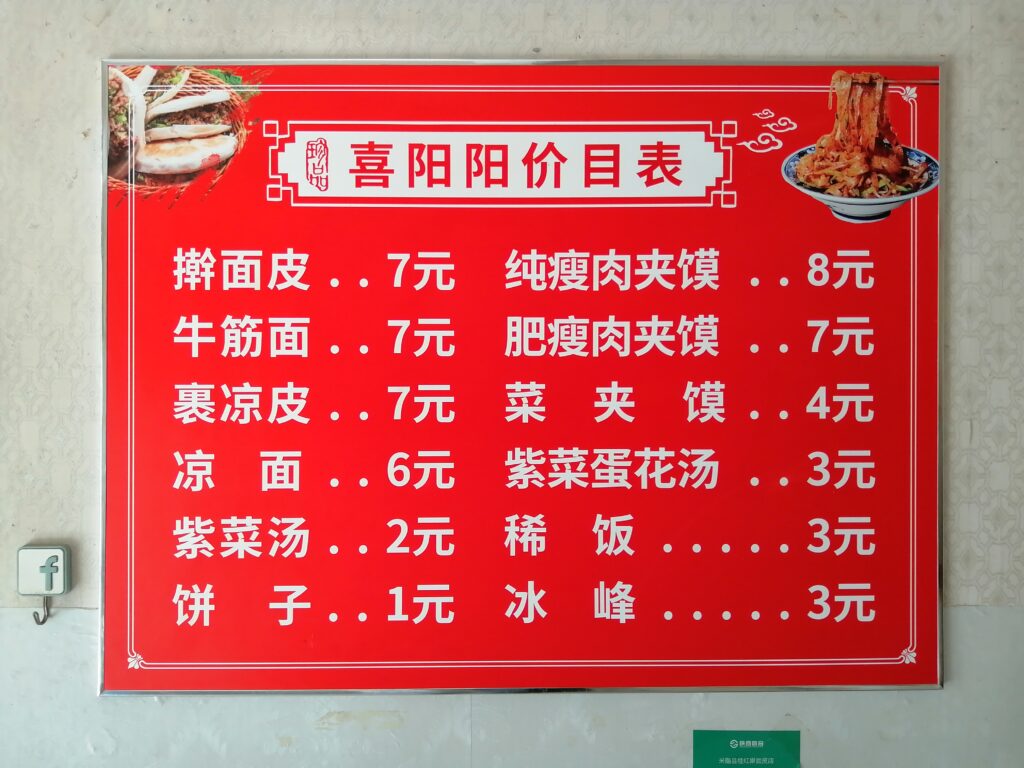 珍品
喜阳阳价目表
擀面皮..7元
纯瘦肉夹馍..8元
牛筋面..7元
肥瘦肉夹馍..7元
裹凉皮..7元
菜夹馍..4元
凉面..6元
紫菜蛋花汤..3元
紫菜汤..2元
稀饭.....3元
饼子..1元
冰峰.....3元
f